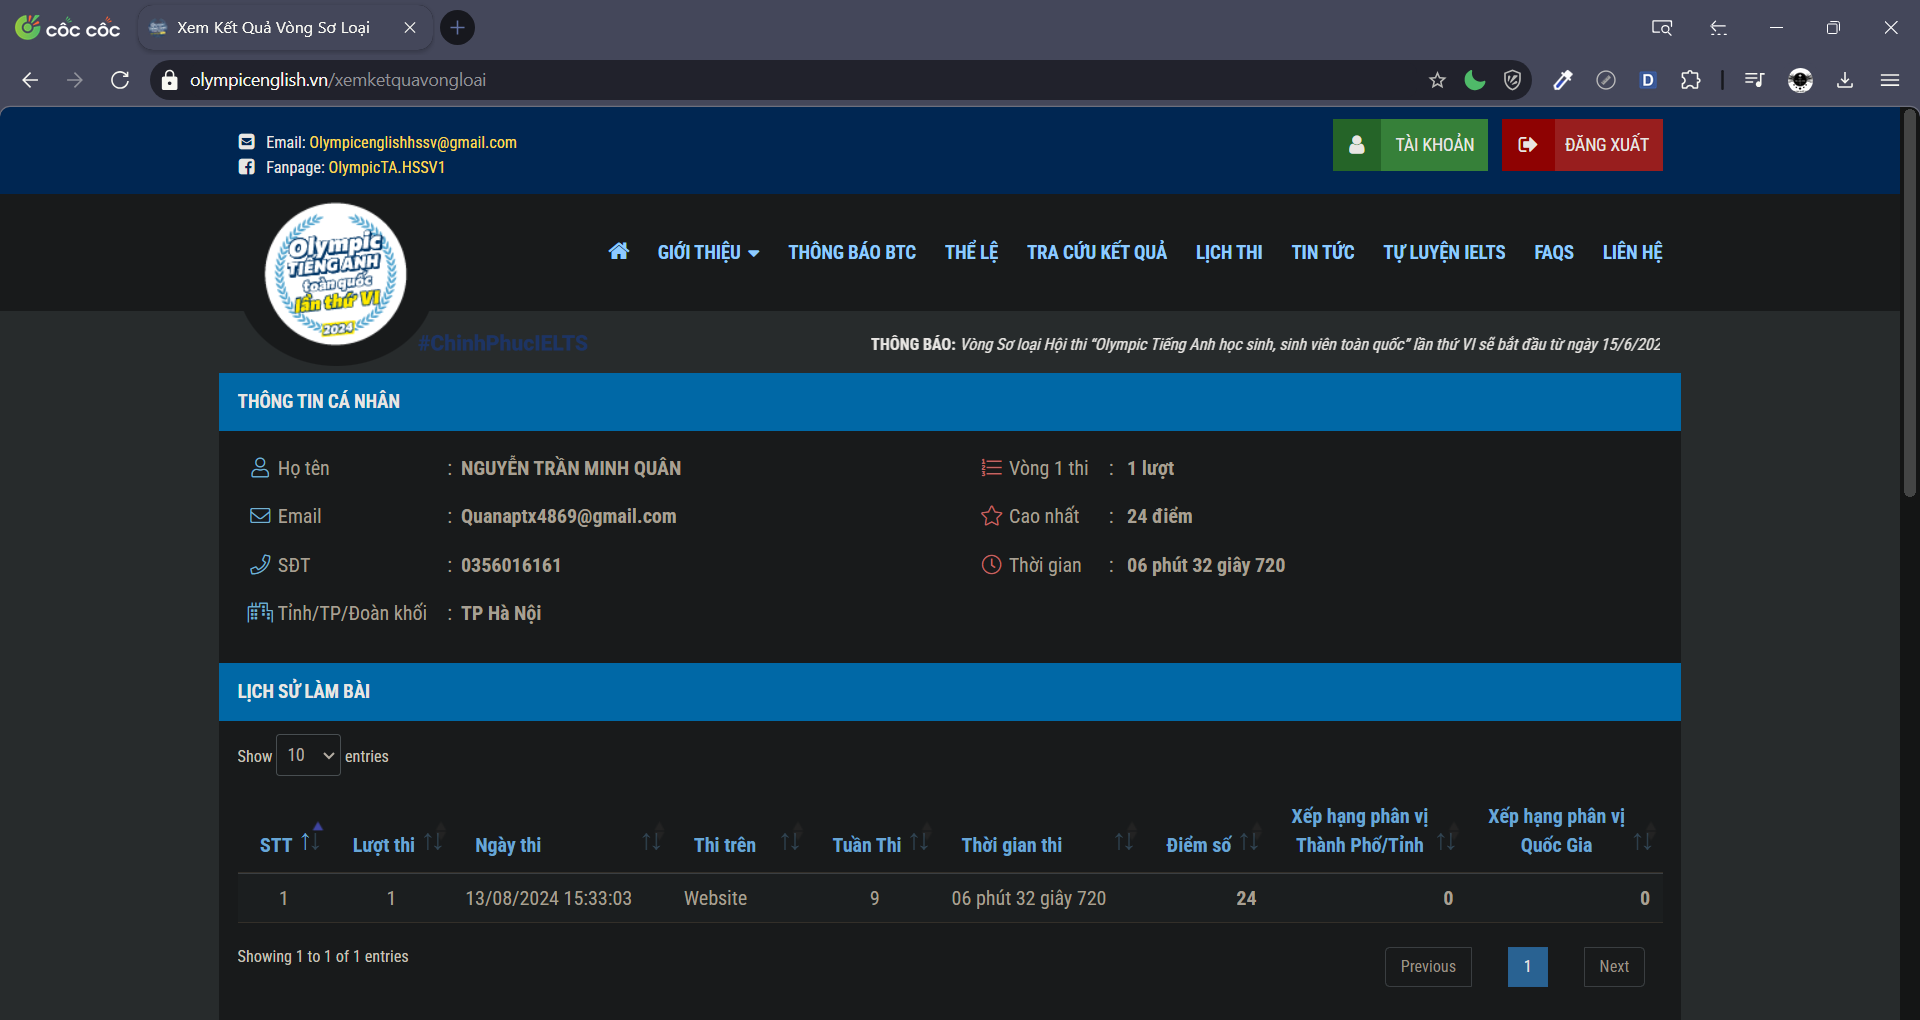 cốc cốc
Xem Kết Quả Vòng Sơ Loại
olympicenglish.vn/xemketquavongloai
Email: Olympicenglishhssv@gmail.com
Fanpage: OlympicTA.HSSV1
TÀI KHOẢN
ĐĂNG XUẤT
Olympic
TIẾNG ANH
toàn quốc
lần thứ VI
2024
GIỚI THIỆU
THÔNG BÁO BTC
THỂ LỆ
TRA CỨU KẾT QUẢ
LỊCH THI
TIN TỨC
TỰ LUYỆN IELTS
FAQS
LIÊN HỆ
#ChinhPhucIELTS
THÔNG BÁO: Vòng Sơ loại Hội thi “Olympic Tiếng Anh học sinh, sinh viên toàn quốc” lần thứ VI sẽ bắt đầu từ ngày 15/6/202
THÔNG TIN CÁ NHÂN
Họ tên : NGUYỄN TRẦN MINH QUÂN
Vòng 1 thi : 1 lượt
Email : Quanaptx4869@gmail.com
Cao nhất : 24 điểm
SĐT : 0356016161
Thời gian : 06 phút 32 giây 720
Tỉnh/TP/Đoàn khối : TP Hà Nội
LỊCH SỬ LÀM BÀI
Show 10 entries
STT
Lượt thi
Ngày thi
Thi trên
Tuần Thi
Thời gian thi
Điểm số
Xếp hạng phân vị
Thành Phố/Tỉnh
Xếp hạng phân vị
Quốc Gia
1 1 13/08/2024 15:33:03 Website 9 06 phút 32 giây 720 24 0 0
Showing 1 to 1 of 1 entries
Previous 1 Next